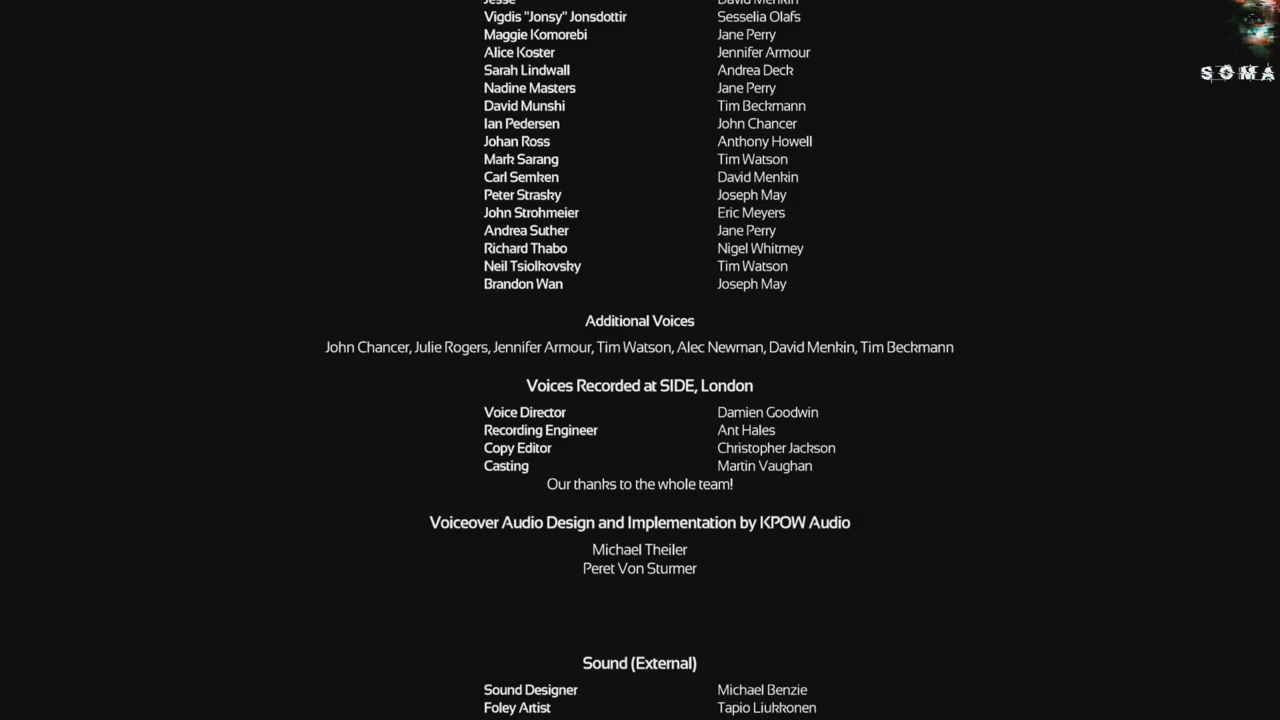 Jesse David Menkin
Vigdis "Jonsy" Jonsdottir Sesselia Olafs
Maggie Komorebi Jane Perry
Alice Koster Jennifer Armour
Sarah Lindwall Andrea Deck
Nadine Masters Jane Perry
David Munshi Tim Beckmann
Ian Pedersen John Chancer
Johan Ross Anthony Howell
Mark Sarang Tim Watson
Carl Semken David Menkin
Peter Strasky Joseph May
John Strohmeier Eric Meyers
Andrea Suther Jane Perry
Richard Thabo Nigel Whitmey
Neil Tsiolkovsky Tim Watson
Brandon Wan Joseph May
Additional Voices
John Chancer, Julie Rogers, Jennifer Armour, Tim Watson, Alec Newman, David Menkin, Tim Beckmann
Voices Recorded at SIDE, London
Voice Director Damien Goodwin
Recording Engineer Ant Hales
Copy Editor Christopher Jackson
Casting Martin Vaughan
Our thanks to the whole team!
Voiceover Audio Design and Implementation by KPOW Audio
Michael Theiler
Peret Von Sturmer
Sound (External)
Sound Designer Michael Benzie
Foley Artist Tapio Liukkonen
SOMA